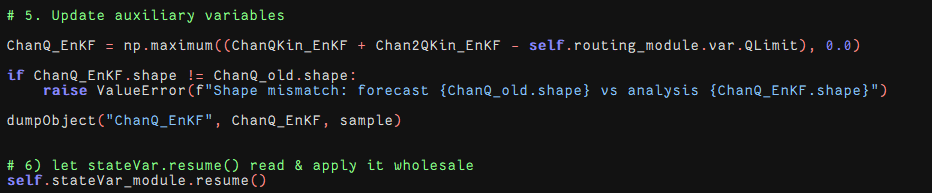 # 5. Update auxiliary variables
ChanQ_EnKF = np.maximum((ChanQKin_EnKF + Chan2QKin_EnKF - self.routing_module.var.QLimit), 0.0)
if ChanQ_EnKF.shape != ChanQ_old.shape:
    raise ValueError(f"Shape mismatch: forecast {ChanQ_old.shape} vs analysis {ChanQ_EnKF.shape}")
dumpObject("ChanQ_EnKF", ChanQ_EnKF, sample)
# 6) let stateVar.resume() read & apply it wholesale
self.stateVar_module.resume()